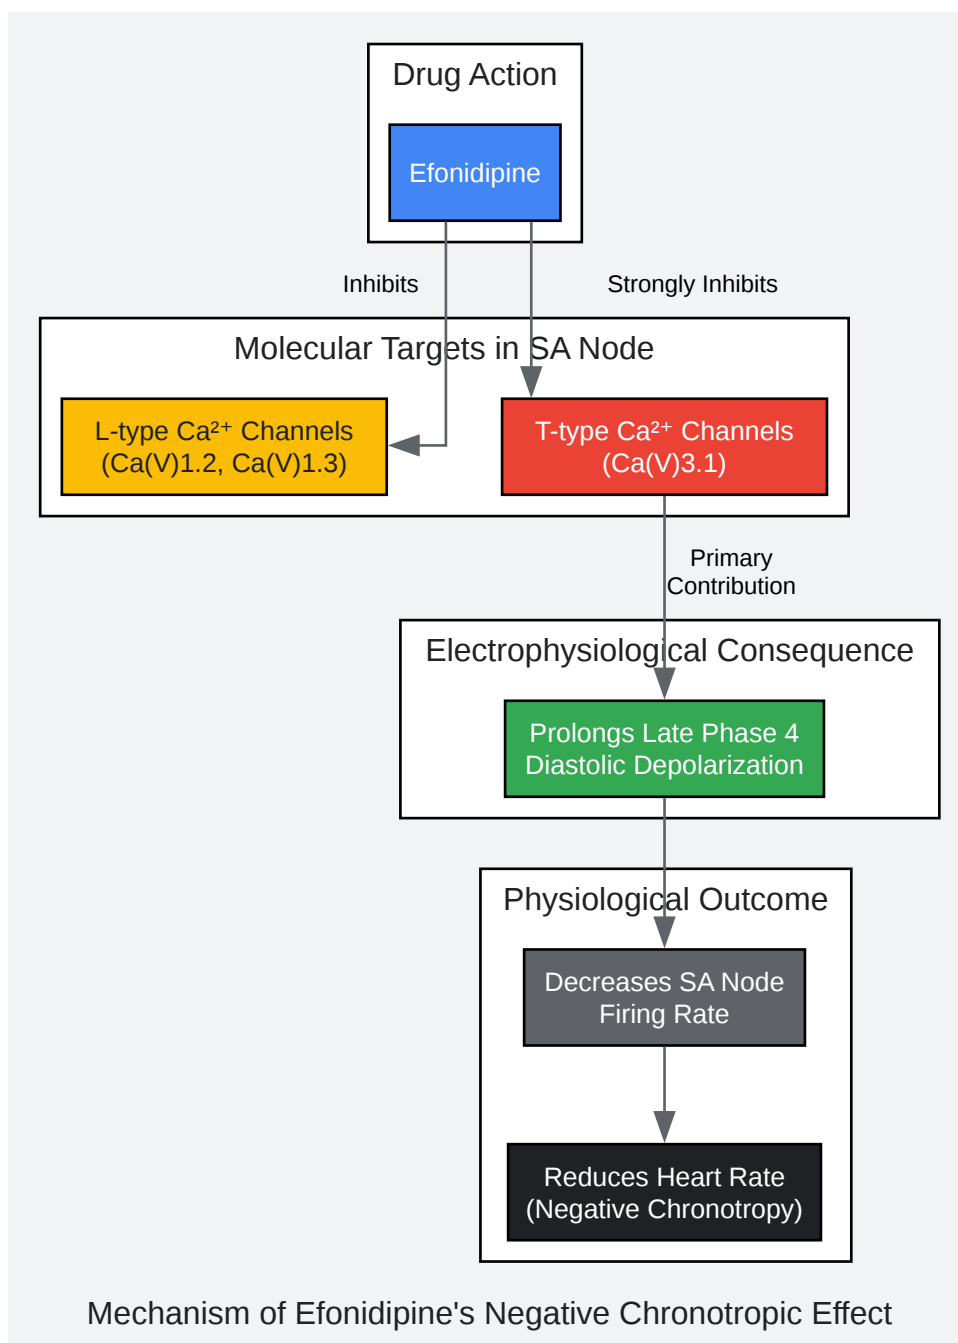 Drug Action
Efonidipine
Inhibits
Strongly Inhibits
Molecular Targets in SA Node
L-type Ca²⁺ Channels
(Ca(V)1.2, Ca(V)1.3)
T-type Ca²⁺ Channels
(Ca(V)3.1)
Primary
Contribution
Electrophysiological Consequence
Prolongs Late Phase 4
Diastolic Depolarization
Physiological Outcome
Decreases SA Node
Firing Rate
Reduces Heart Rate
(Negative Chronotropy)
Mechanism of Efonidipine's Negative Chronotropic Effect